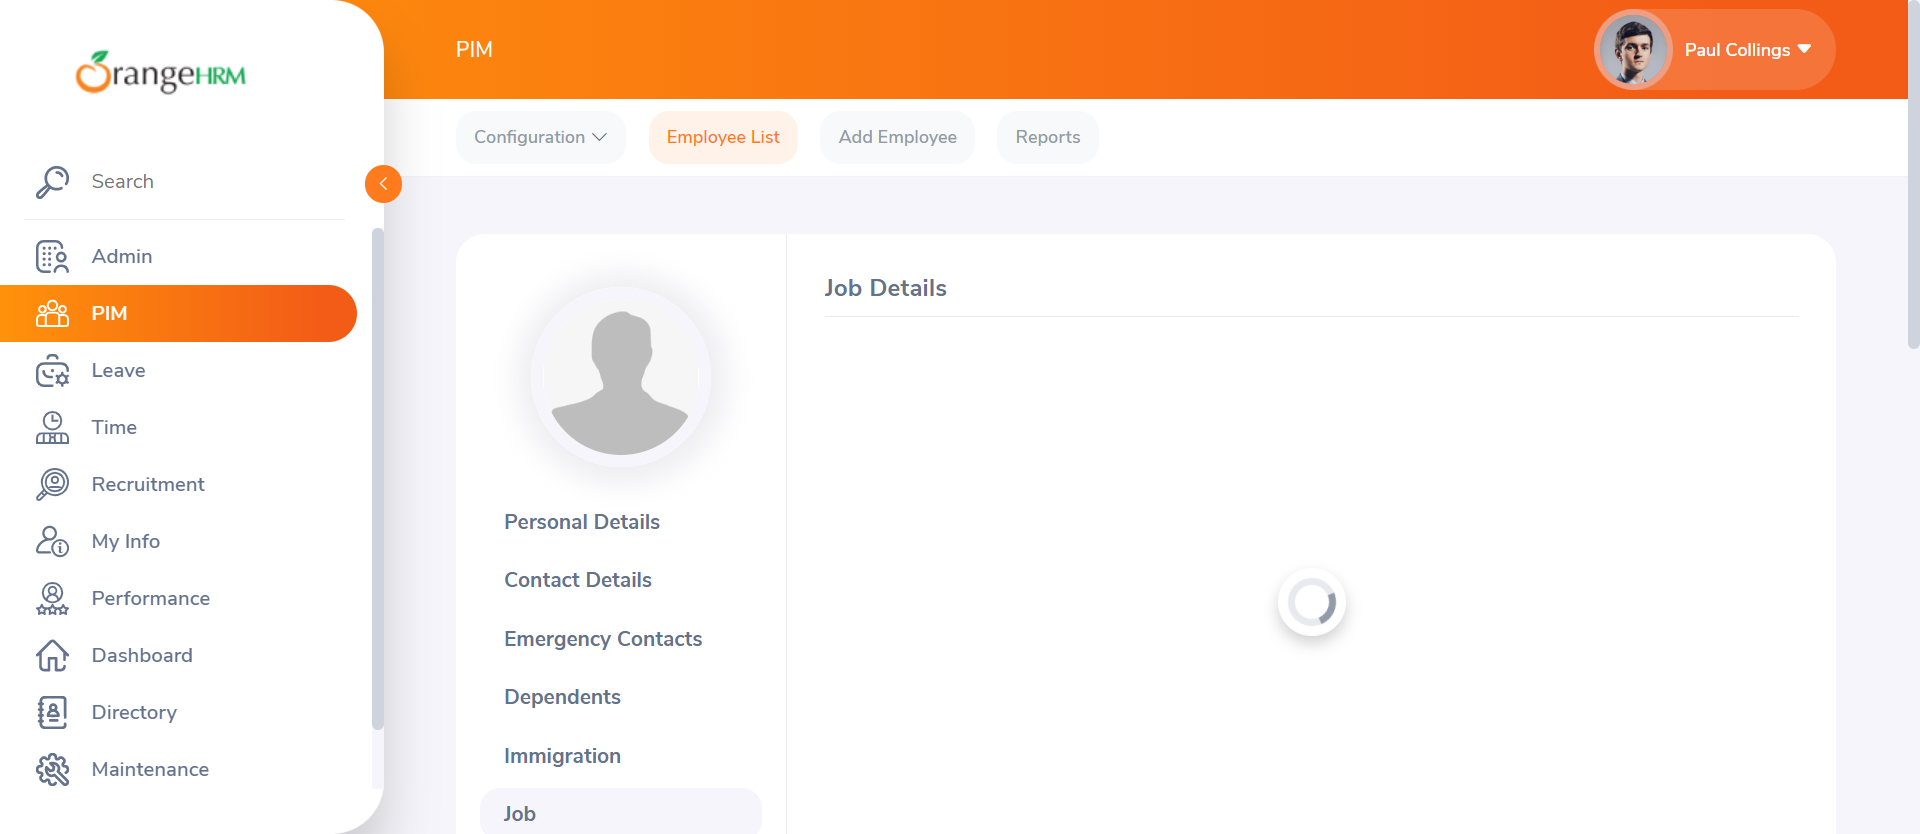 OrangeHRM
Search
Admin
PIM
Leave
Time
Recruitment
My Info
Performance
Dashboard
Directory
Maintenance
PIM
Paul Collings
Configuration
Employee List
Add Employee
Reports
Personal Details
Contact Details
Emergency Contacts
Dependents
Immigration
Job
Job Details